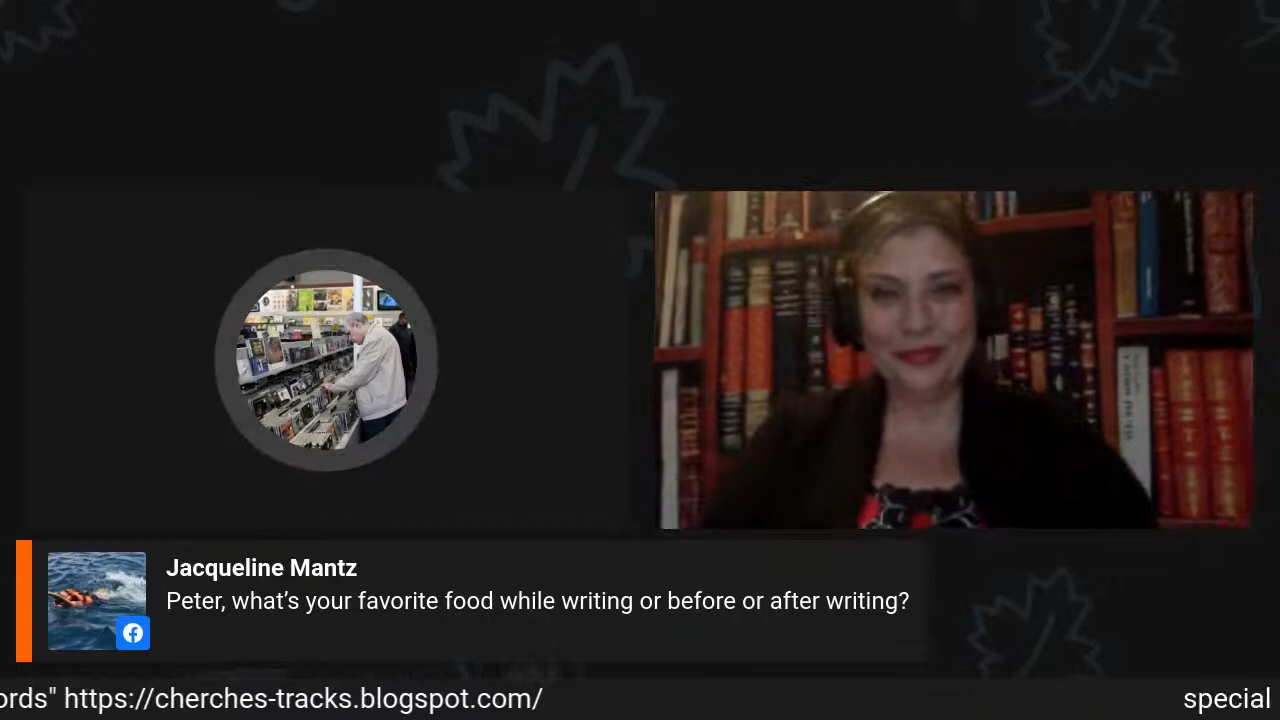 Jacqueline Mantz
Peter, what’s your favorite food while writing or before or after writing?
ords" https://cherches-tracks.blogspot.com/
special